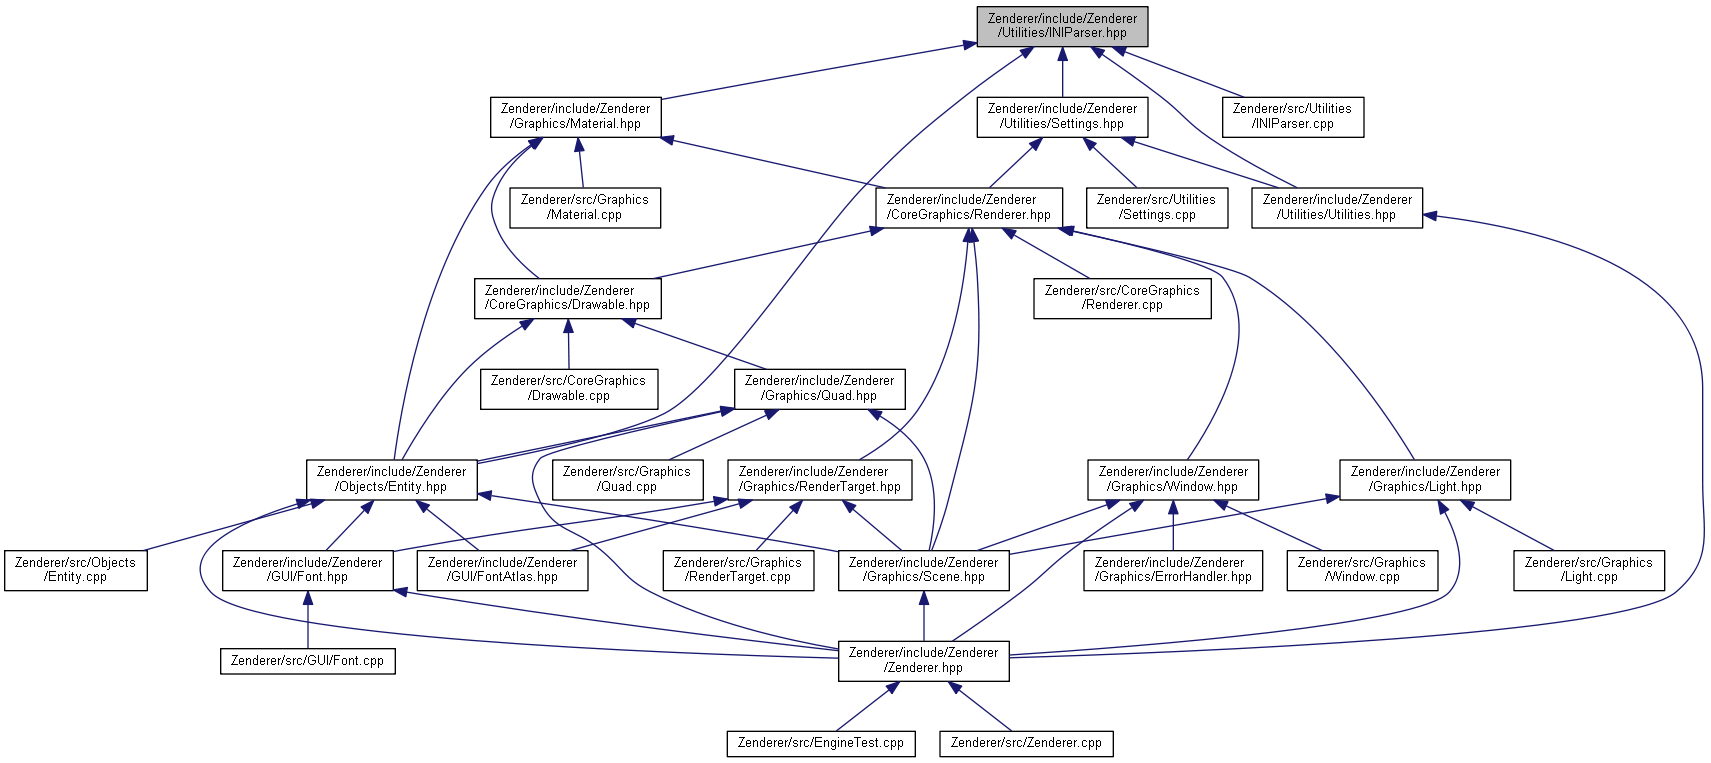 Zenderer/include/Zenderer
/Utilities/INIParser.hpp
Zenderer/include/Zenderer
/Graphics/Material.hpp
Zenderer/include/Zenderer
/Utilities/Settings.hpp
Zenderer/src/Utilities
/INIParser.cpp
Zenderer/src/Graphics
/Material.cpp
Zenderer/include/Zenderer
/CoreGraphics/Renderer.hpp
Zenderer/src/Utilities
/Settings.cpp
Zenderer/include/Zenderer
/Utilities/Utilities.hpp
Zenderer/include/Zenderer
/CoreGraphics/Drawable.hpp
Zenderer/src/CoreGraphics
/Renderer.cpp
Zenderer/src/CoreGraphics
/Drawable.cpp
Zenderer/include/Zenderer
/Graphics/Quad.hpp
Zenderer/include/Zenderer
/Objects/Entity.hpp
Zenderer/src/Graphics
/Quad.cpp
Zenderer/include/Zenderer
/Graphics/RenderTarget.hpp
Zenderer/include/Zenderer
/Graphics/Window.hpp
Zenderer/include/Zenderer
/Graphics/Light.hpp
Zenderer/src/Objects
/Entity.cpp
Zenderer/include/Zenderer
/GUI/Font.hpp
Zenderer/include/Zenderer
/GUI/FontAtlas.hpp
Zenderer/src/Graphics
/RenderTarget.cpp
Zenderer/include/Zenderer
/Graphics/Scene.hpp
Zenderer/include/Zenderer
/Graphics/ErrorHandler.hpp
Zenderer/src/Graphics
/Window.cpp
Zenderer/src/Graphics
/Light.cpp
Zenderer/src/GUI/Font.cpp
Zenderer/include/Zenderer
/Zenderer.hpp
Zenderer/src/EngineTest.cpp
Zenderer/src/Zenderer.cpp